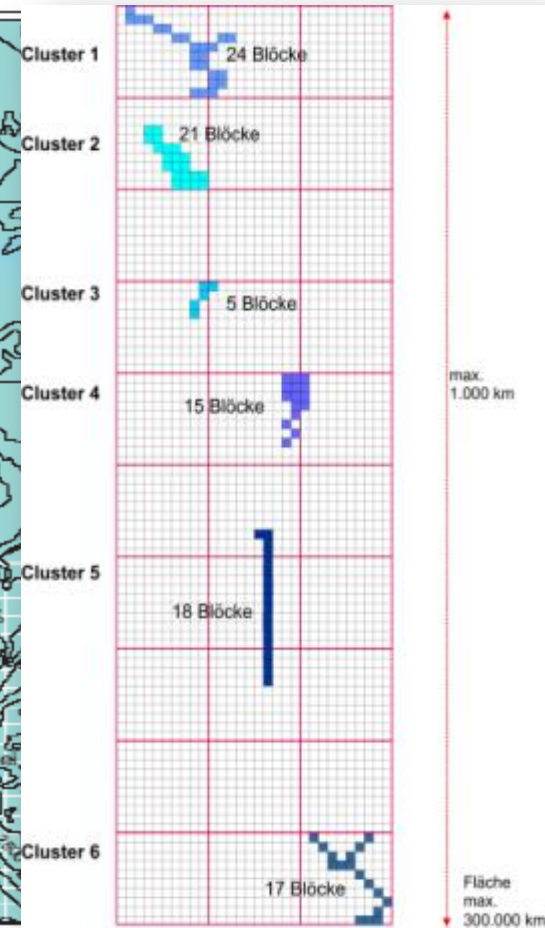 Cluster 1
24 Blöcke
Cluster 2
21 Blöcke
Cluster 3
5 Blöcke
Cluster 4
15 Blöcke
max.
1.000 km
Cluster 5
18 Blöcke
Cluster 6
17 Blöcke
Fläche
max.
300.000 km